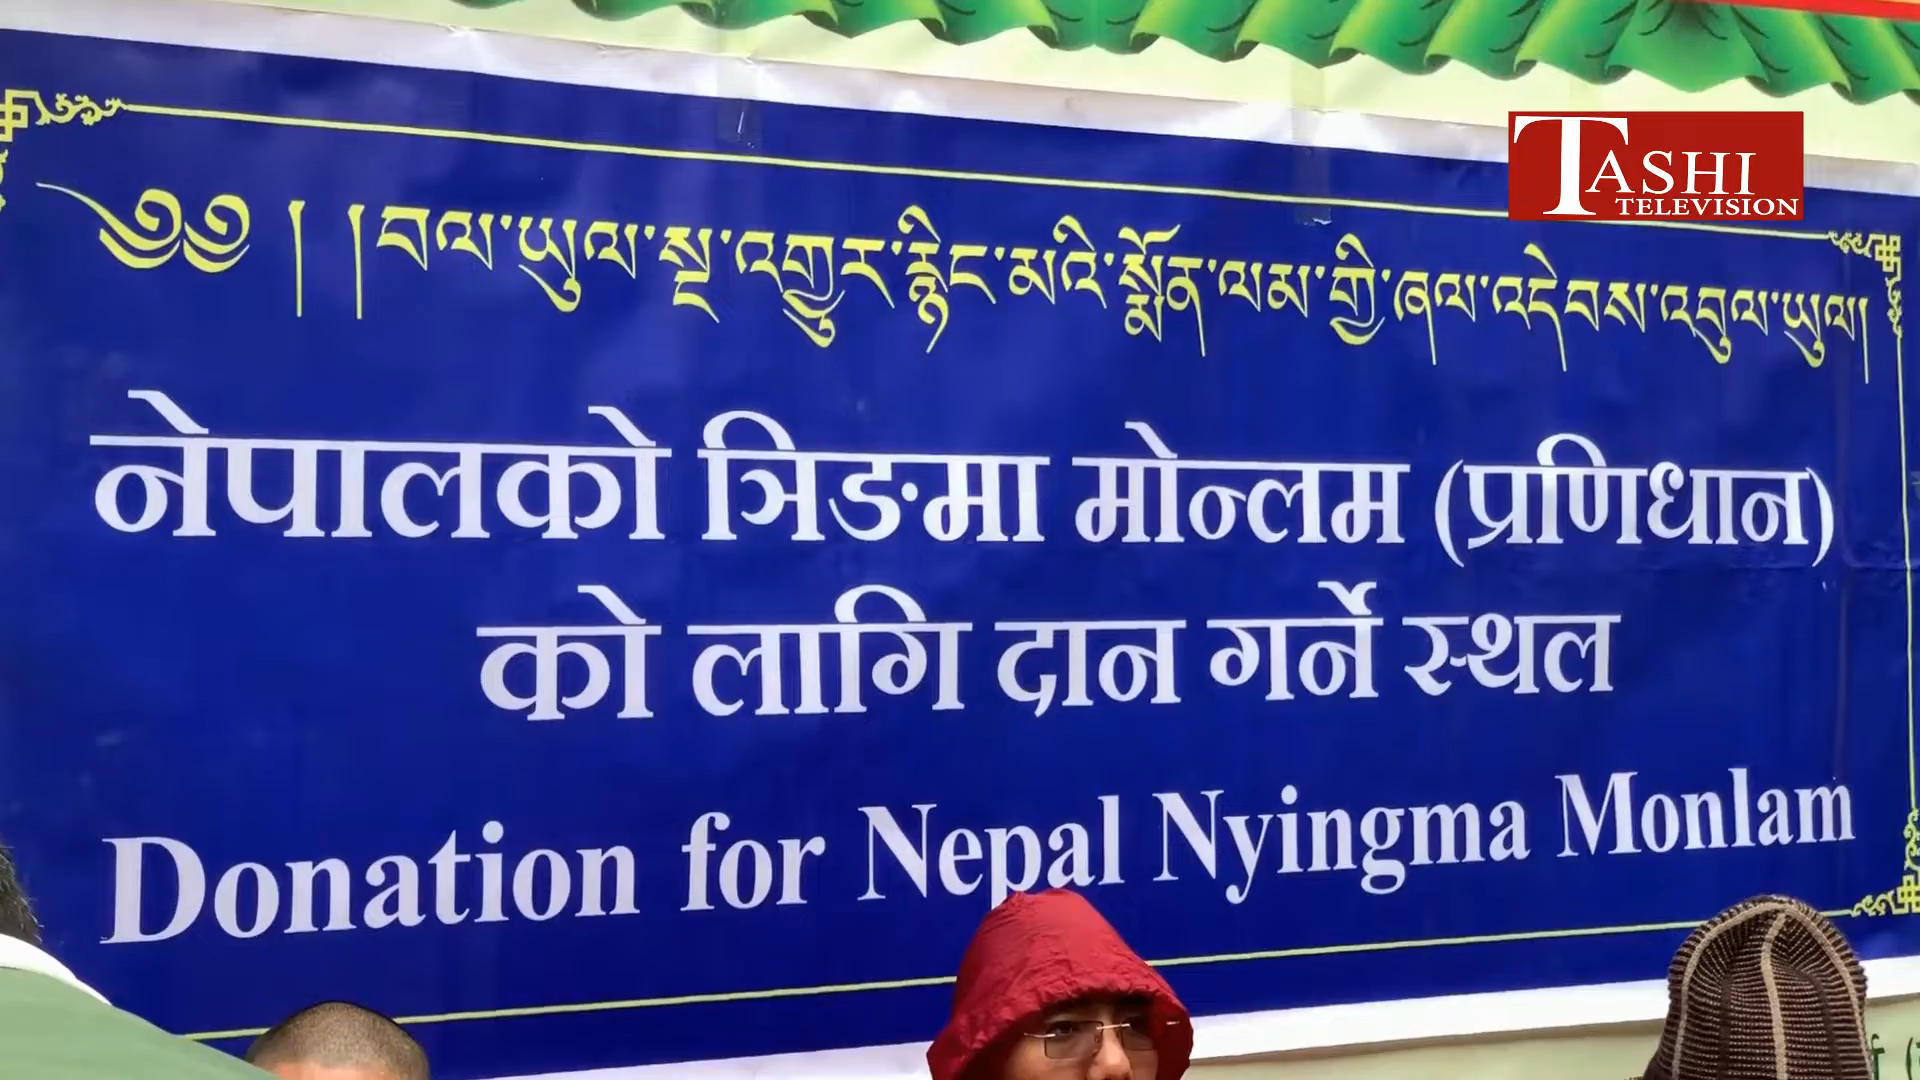 TASHI
TELEVISION
༄༅། །བལ་ཡུལ་སྔ་འགྱུར་རྙིང་མའི་སྨོན་ལམ་གྱི་ཞལ་འདེབས་འབུལ་ཡུལ།
नेपालको ञिङमा मोन्लम (प्रणिधान)
को लागि दान गर्ने स्थल
Donation for Nepal Nyingma Monlam